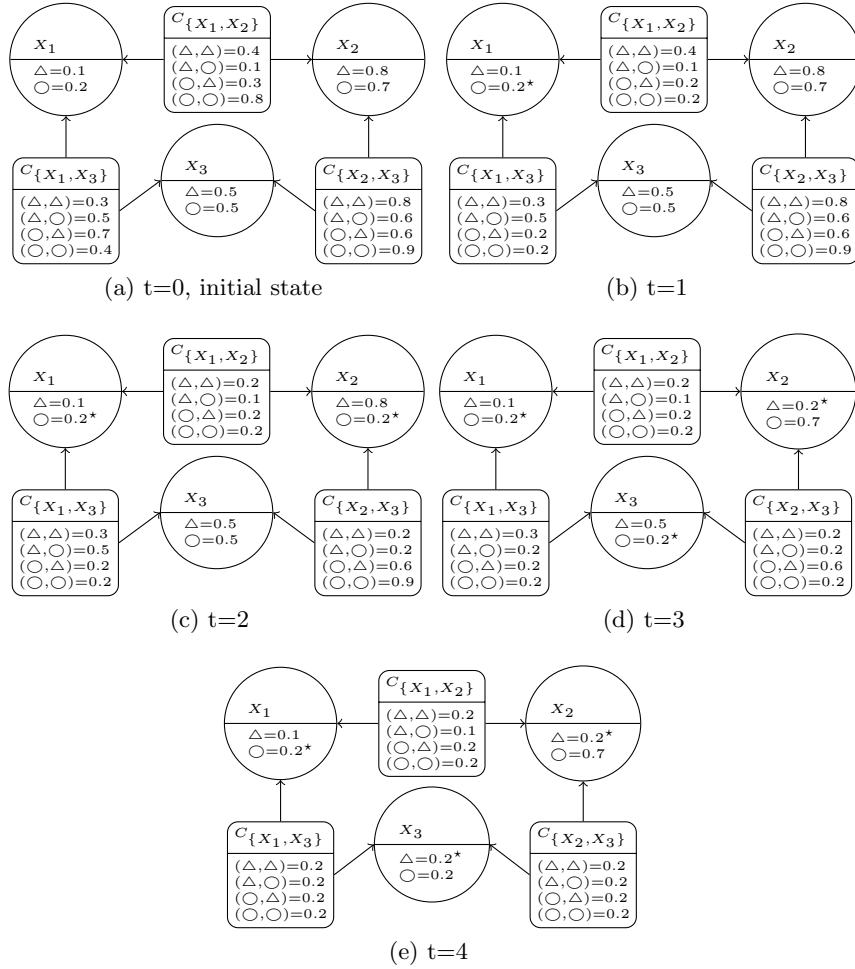 X₁
△=0.1
○=0.2
C{X₁,X₂}
(△,△)=0.4
(△,○)=0.1
(○,△)=0.3
(○,○)=0.8
X₂
△=0.8
○=0.7
C{X₁,X₃}
(△,△)=0.3
(△,○)=0.5
(○,△)=0.7
(○,○)=0.4
X₃
△=0.5
○=0.5
C{X₂,X₃}
(△,△)=0.8
(△,○)=0.6
(○,△)=0.6
(○,○)=0.9
(a) t=0, initial state
X₁
△=0.1
○=0.2⋆
C{X₁,X₂}
(△,△)=0.4
(△,○)=0.1
(○,△)=0.2
(○,○)=0.2
X₂
△=0.8
○=0.7
C{X₁,X₃}
(△,△)=0.3
(△,○)=0.5
(○,△)=0.2
(○,○)=0.2
X₃
△=0.5
○=0.5
C{X₂,X₃}
(△,△)=0.8
(△,○)=0.6
(○,△)=0.6
(○,○)=0.9
(b) t=1
X₁
△=0.1
○=0.2⋆
C{X₁,X₂}
(△,△)=0.2
(△,○)=0.1
(○,△)=0.2
(○,○)=0.2
X₂
△=0.8
○=0.2⋆
C{X₁,X₃}
(△,△)=0.3
(△,○)=0.5
(○,△)=0.2
(○,○)=0.2
X₃
△=0.5
○=0.5
C{X₂,X₃}
(△,△)=0.2
(△,○)=0.2
(○,△)=0.6
(○,○)=0.9
(c) t=2
X₁
△=0.1
○=0.2⋆
C{X₁,X₂}
(△,△)=0.2
(△,○)=0.1
(○,△)=0.2
(○,○)=0.2
X₂
△=0.2⋆
○=0.7
C{X₁,X₃}
(△,△)=0.3
(△,○)=0.2
(○,△)=0.2
(○,○)=0.2
X₃
△=0.5
○=0.2⋆
C{X₂,X₃}
(△,△)=0.2
(△,○)=0.2
(○,△)=0.6
(○,○)=0.2
(d) t=3
X₁
△=0.1
○=0.2⋆
C{X₁,X₂}
(△,△)=0.2
(△,○)=0.1
(○,△)=0.2
(○,○)=0.2
X₂
△=0.2⋆
○=0.7
C{X₁,X₃}
(△,△)=0.2
(△,○)=0.2
(○,△)=0.2
(○,○)=0.2
X₃
△=0.2⋆
○=0.2
C{X₂,X₃}
(△,△)=0.2
(△,○)=0.2
(○,△)=0.2
(○,○)=0.2
(e) t=4